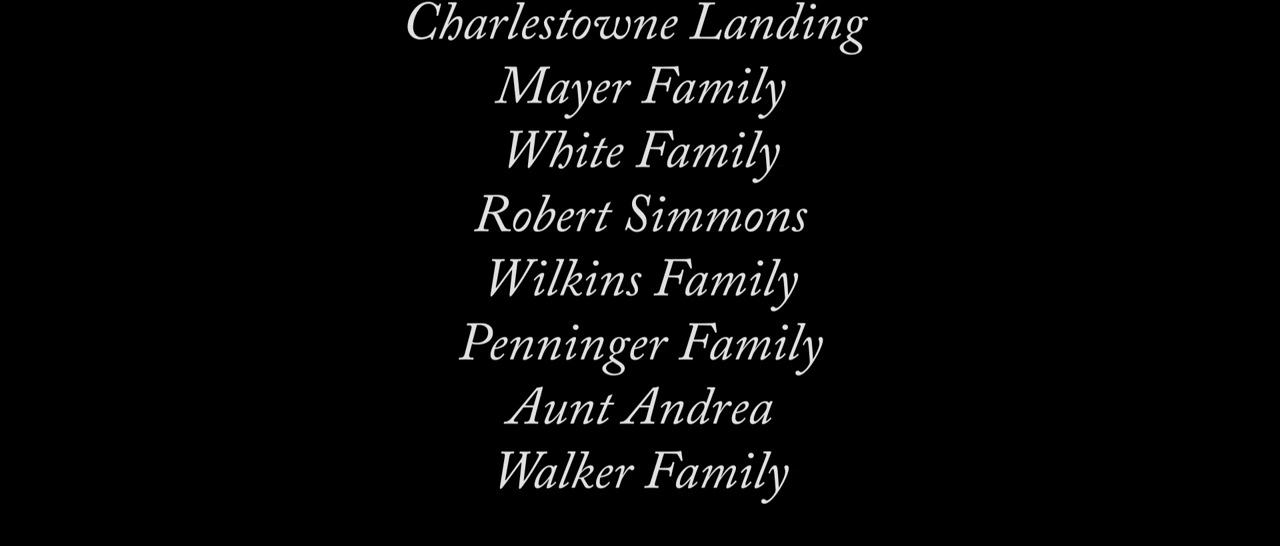 Charlestowne Landing
Mayer Family
White Family
Robert Simmons
Wilkins Family
Penninger Family
Aunt Andrea
Walker Family